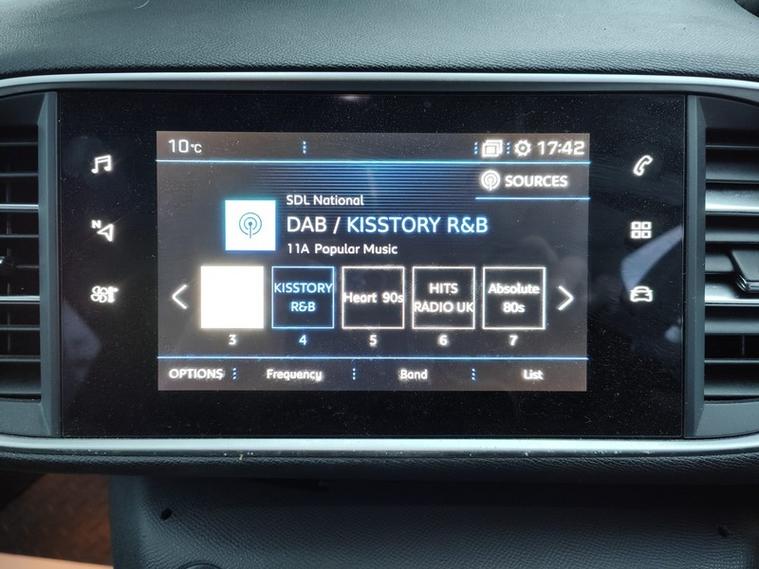 10°C
17:42
SOURCES
SDL National
DAB / KISSTORY R&B
11A Popular Music
N
KISSTORY
R&B
Heart 90s
HITS
RADIO UK
Absolute
80s
3
4
5
6
7
OPTIONS
Frequency
Band
List